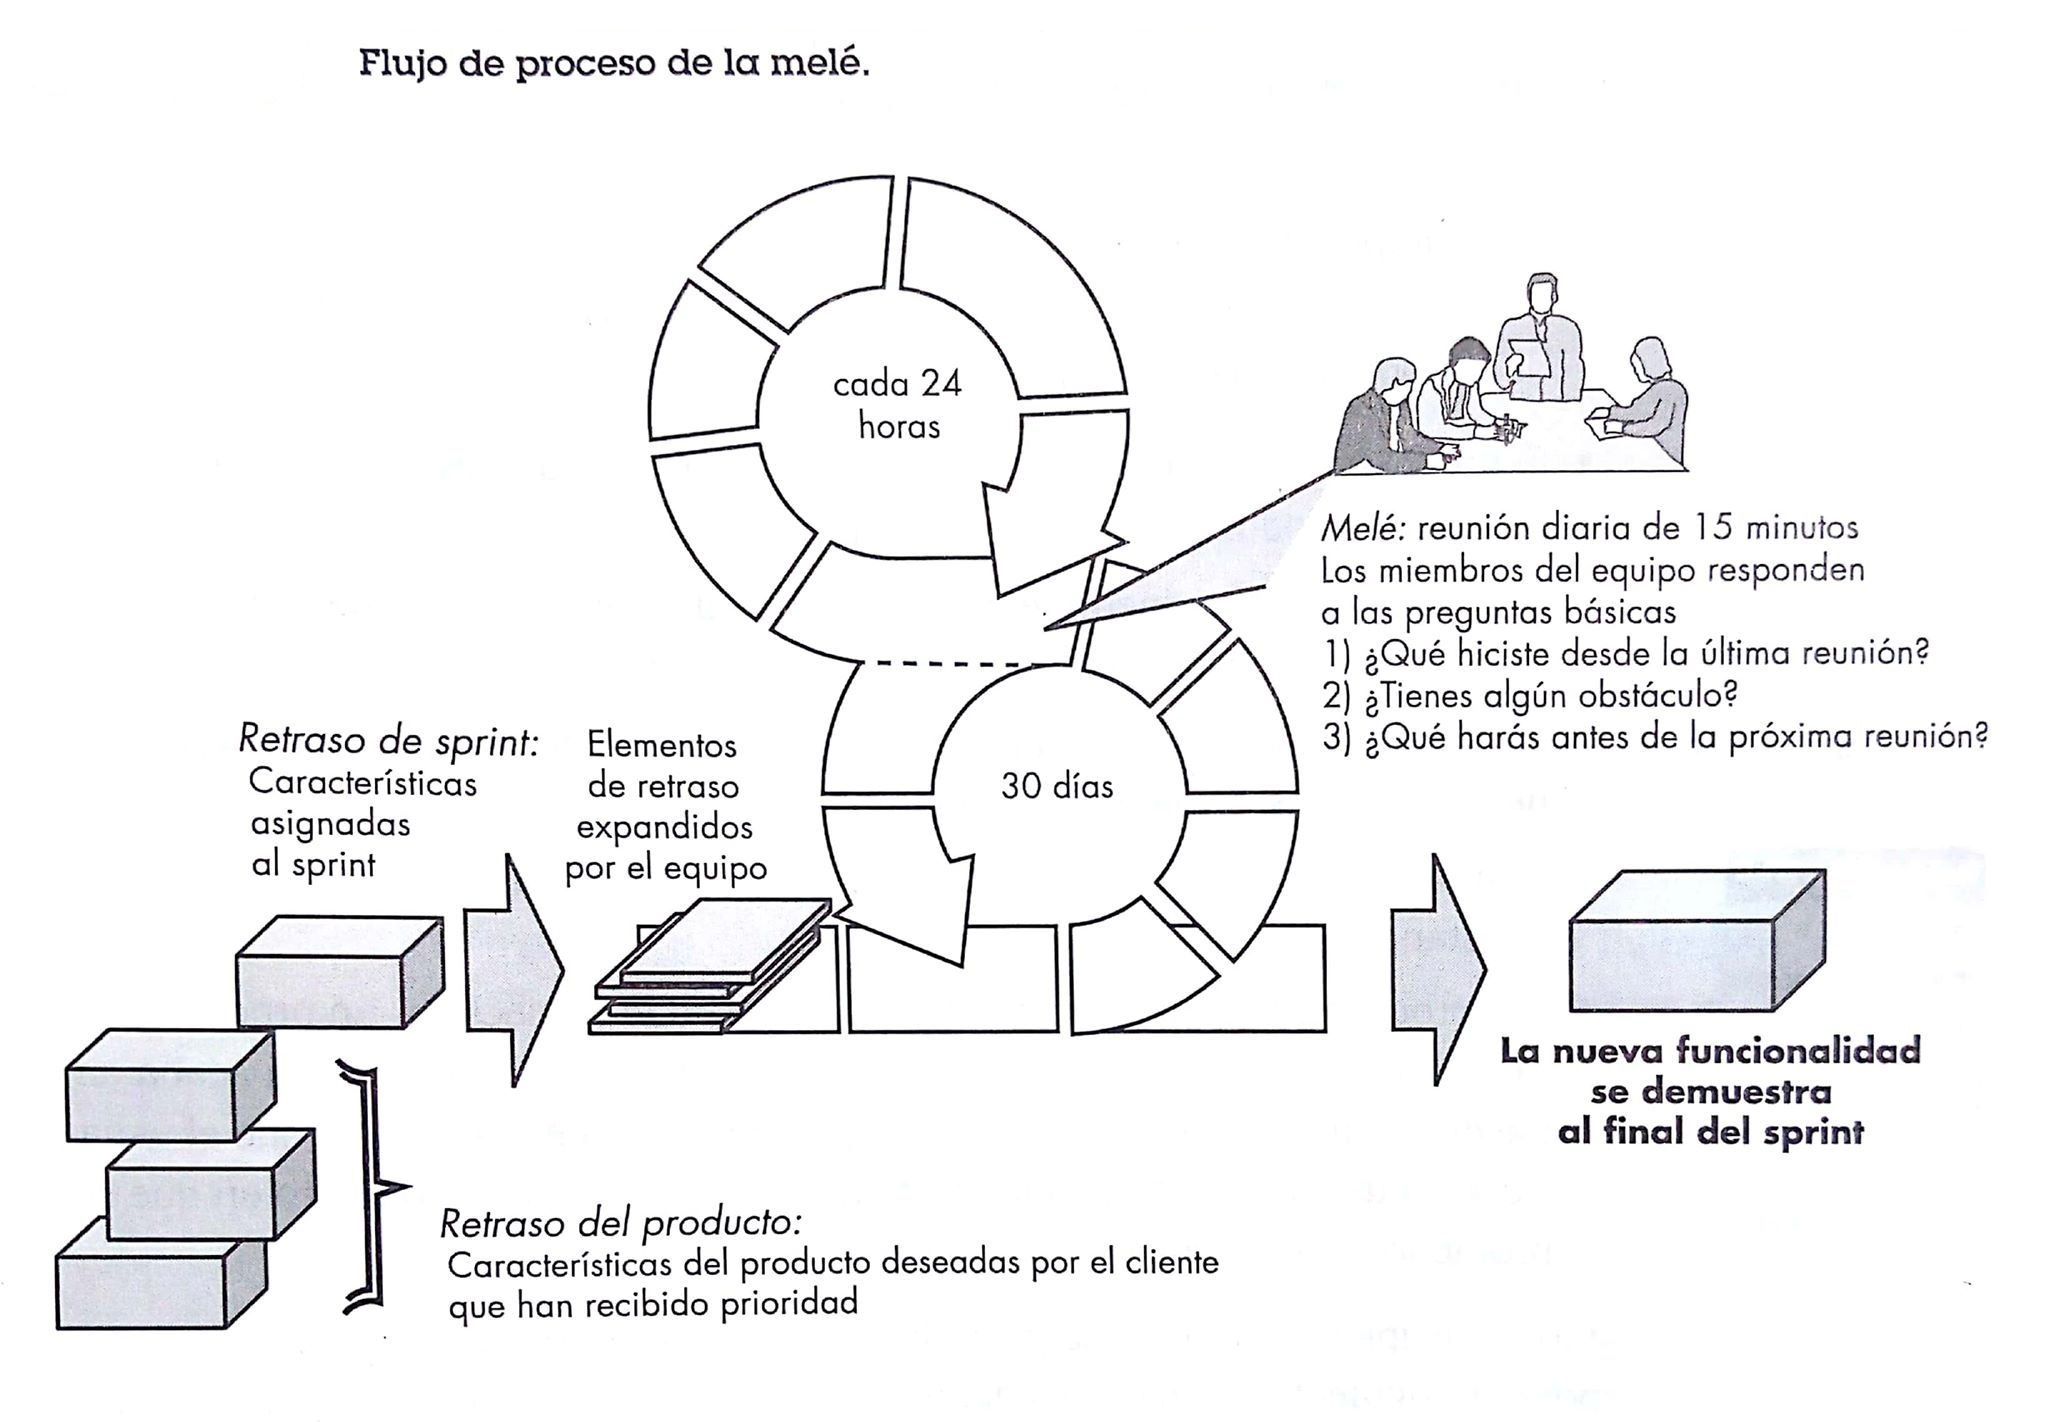 Flujo de proceso de la melé.
cada 24
horas
Melé: reunión diaria de 15 minutos
Los miembros del equipo responden
a las preguntas básicas
1) ¿Qué hiciste desde la última reunión?
2) ¿Tienes algún obstáculo?
3) ¿Qué harás antes de la próxima reunión?
Retraso de sprint:
Características
asignadas
al sprint
Elementos
de retraso
expandidos
por el equipo
30 días
La nueva funcionalidad
se demuestra
al final del sprint
Retraso del producto:
Características del producto deseadas por el cliente
que han recibido prioridad